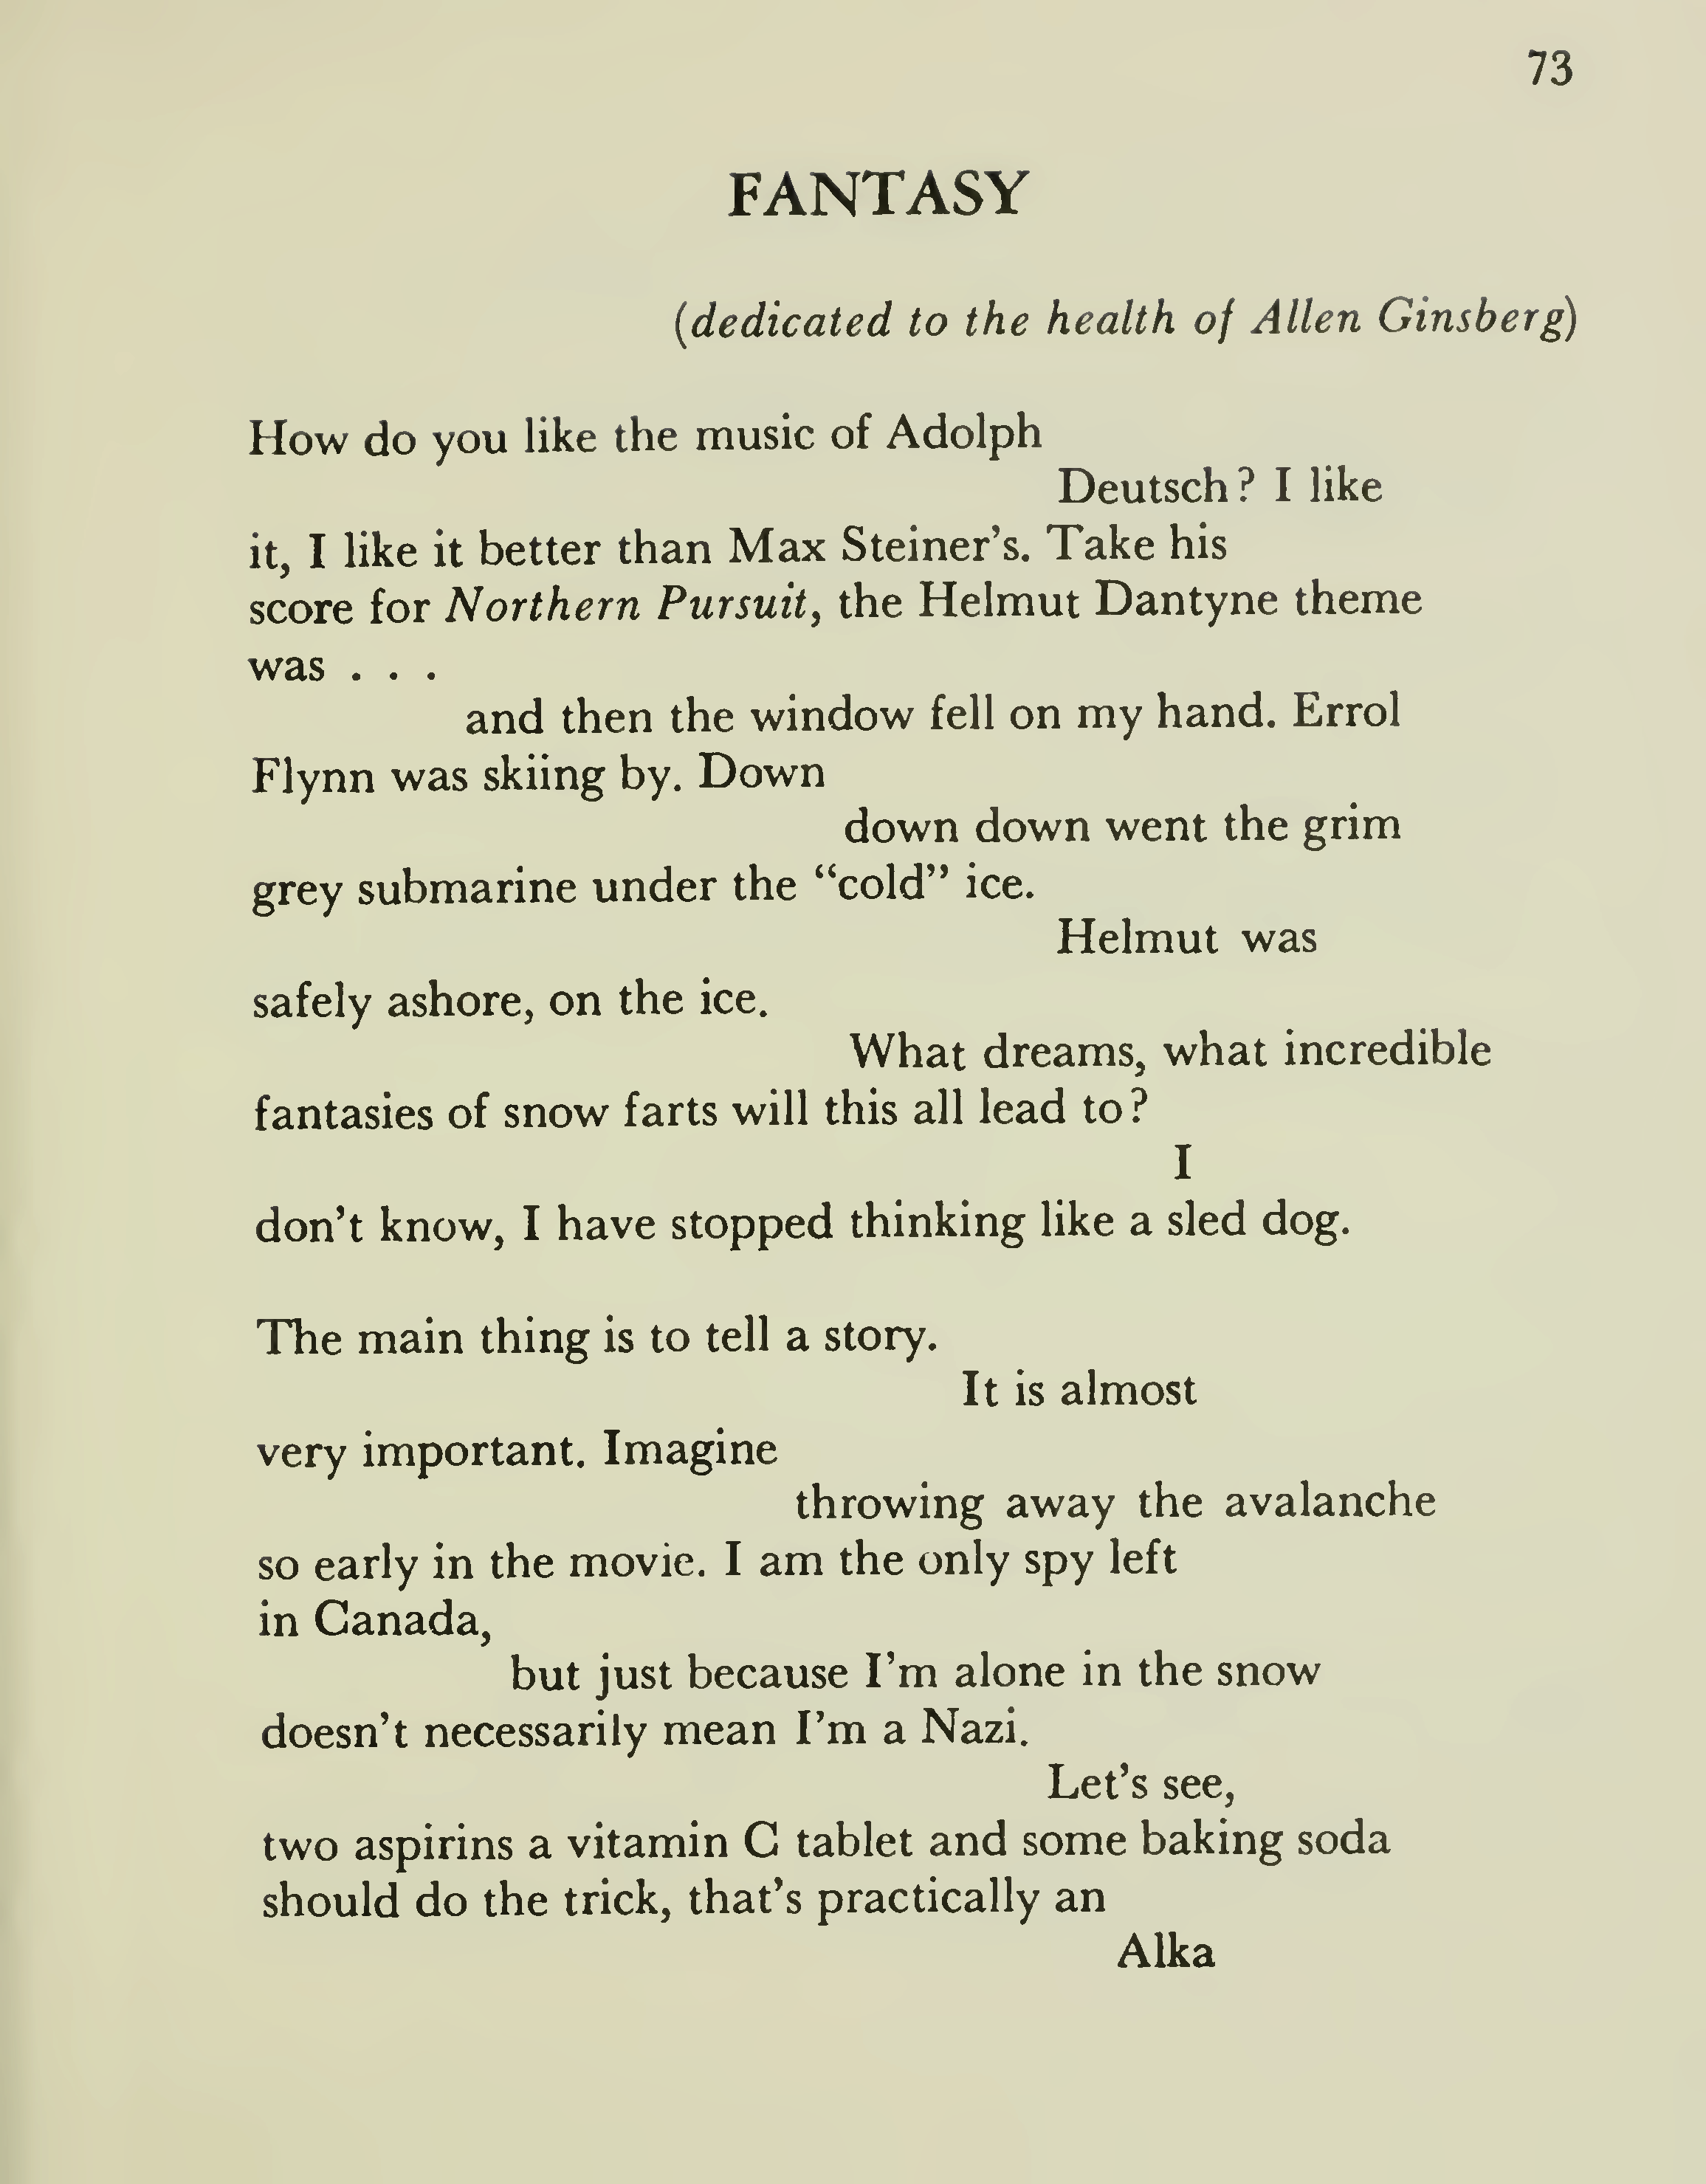 73
FANTASY
(dedicated to the health of Allen Ginsberg)
How do you like the music of Adolph
Deutsch? I like
it, I like it better than Max Steiner's. Take his
score for Northern Pursuit, the Helmut Dantyne theme
was . . .
and then the window fell on my hand. Errol
Flynn was skiing by. Down
down down went the grim
grey submarine under the “cold” ice.
Helmut was
safely ashore, on the ice.
What dreams, what incredible
fantasies of snow farts will this all lead to?
I
don't know, I have stopped thinking like a sled dog.
The main thing is to tell a story.
It is almost
very important. Imagine
throwing away the avalanche
so early in the movie. I am the only spy left
in Canada,
but just because I'm alone in the snow
doesn't necessarily mean I'm a Nazi.
Let's see,
two aspirins a vitamin C tablet and some baking soda
should do the trick, that's practically an
Alka